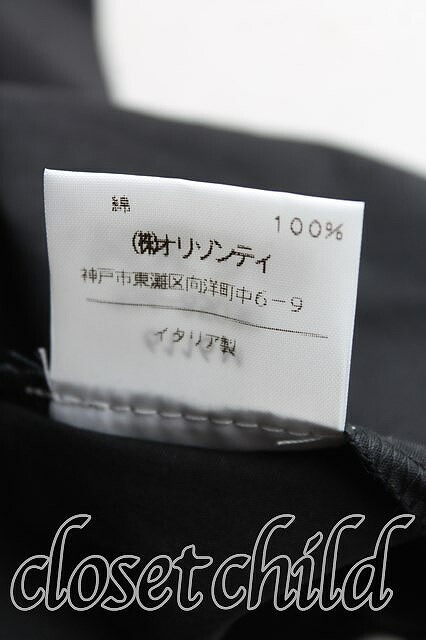 綿 100%
(株)オリゾンティ
神戸市東灘区向洋町中6-9
イタリア製
closet child